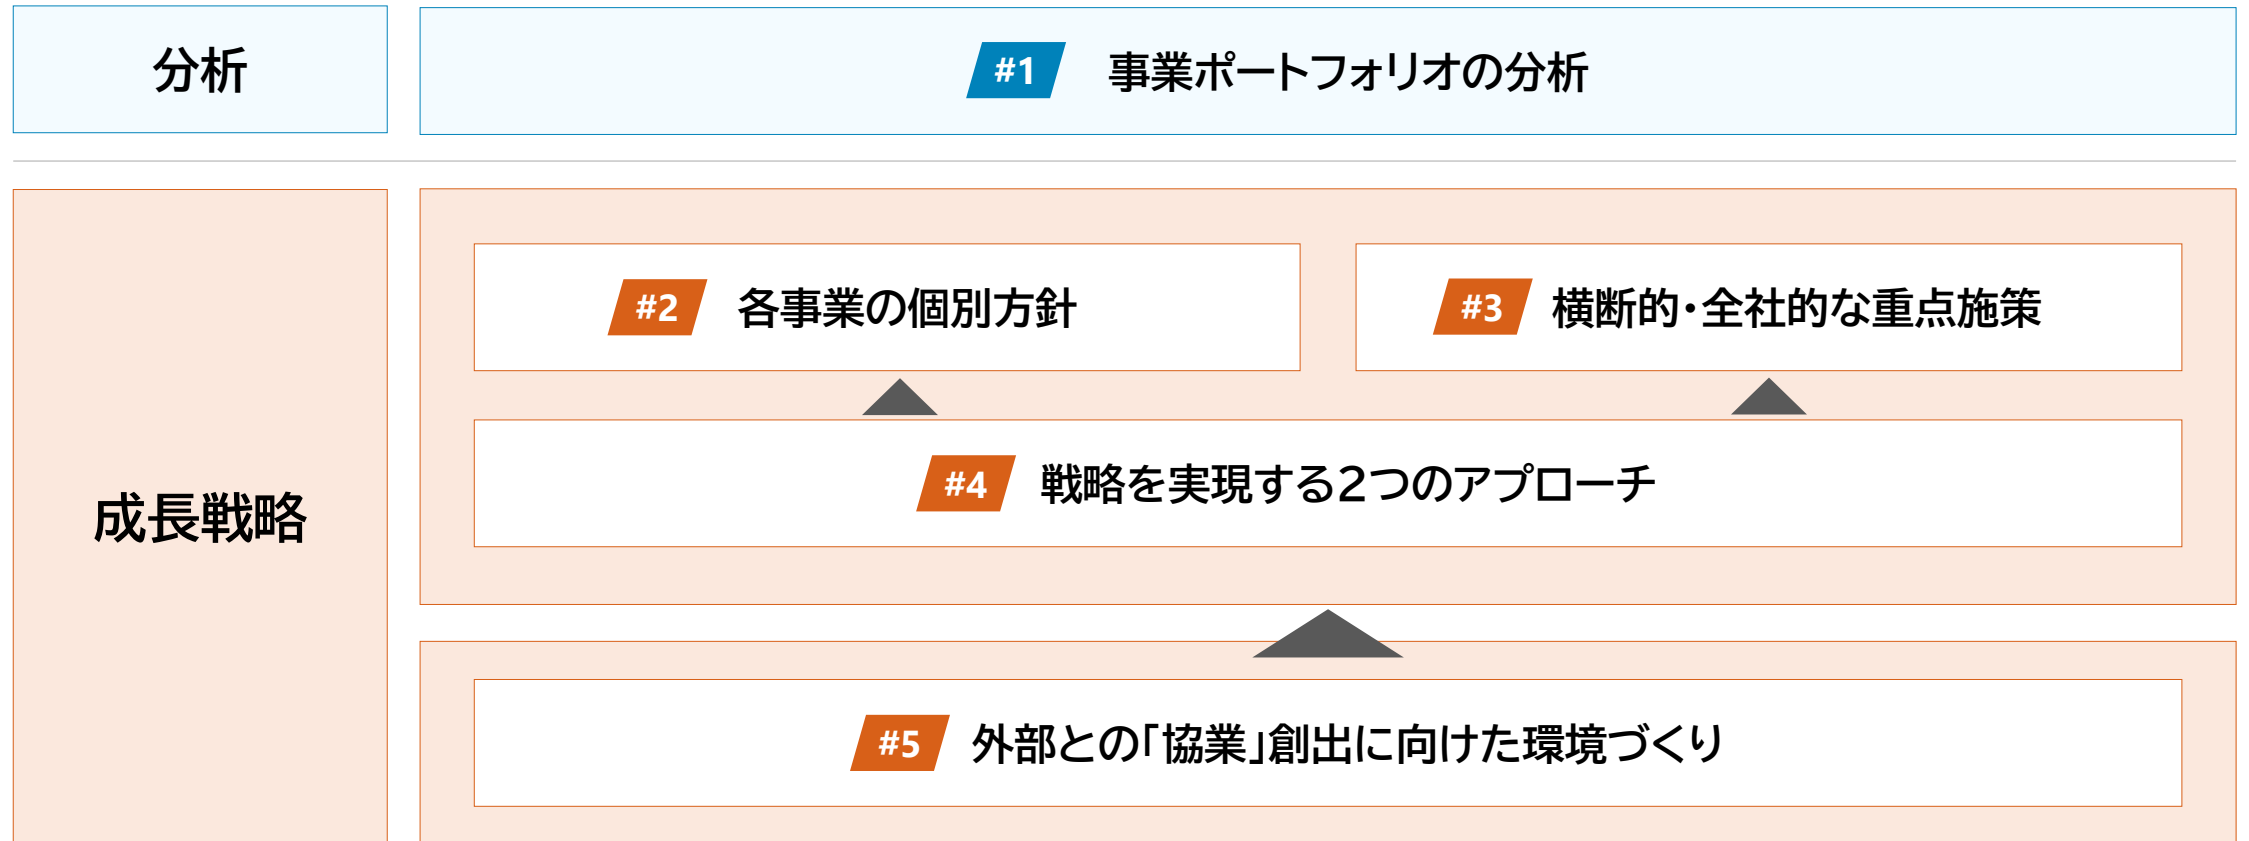 分析
#1 事業ポートフォリオの分析
成長戦略
#2 各事業の個別方針
#3 横断的・全社的な重点施策
#4 戦略を実現する2つのアプローチ
#5 外部との「協業」創出に向けた環境づくり